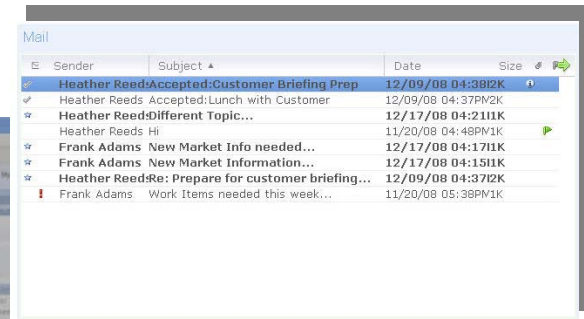 Mail
Sender Subject Date Size
Heather Reeds Accepted:Customer Briefing Prep 12/09/08 04:38 2K
Heather Reeds Accepted:Lunch with Customer 12/09/08 04:37PM 2K
Heather Reeds Different Topic... 12/17/08 04:21 1K
Heather Reeds Hi 11/20/08 04:48PM 1K
Frank Adams New Market Info needed... 12/17/08 04:17 1K
Frank Adams New Market Information... 12/17/08 04:15 1K
Heather Reeds Re: Prepare for customer briefing... 12/09/08 04:37 2K
Frank Adams Work Items needed this week... 11/20/08 05:38PM 1K